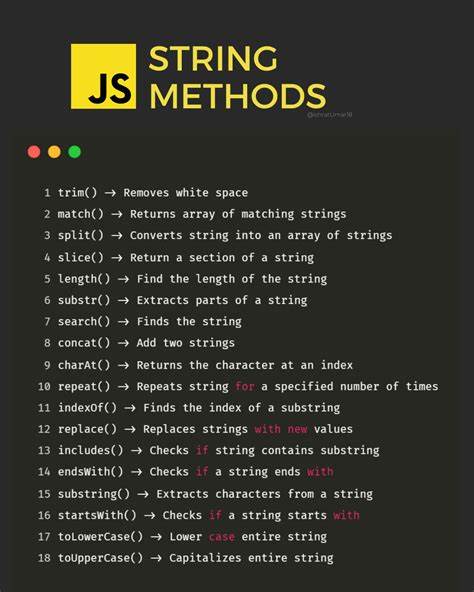 JS
STRING
METHODS
1 trim() → Removes white space
2 match() → Returns array of matching strings
3 split() → Converts string into an array of strings
4 slice() → Return a section of a string
5 length() → Find the length of the string
6 substr() → Extracts parts of a string
7 search() → Finds the string
8 concat() → Add two strings
9 charAt() → Returns the character at an index
10 repeat() → Repeats string for a specified number of times
11 indexOf() → Finds the index of a substring
12 replace() → Replaces strings with new values
13 includes() → Checks if string contains substring
14 endsWith() → Checks if a string ends with
15 substring() → Extracts characters from a string
16 startsWith() → Checks if a string starts with
17 toLowerCase() → Lower case entire string
18 toUpperCase() → Capitalizes entire string